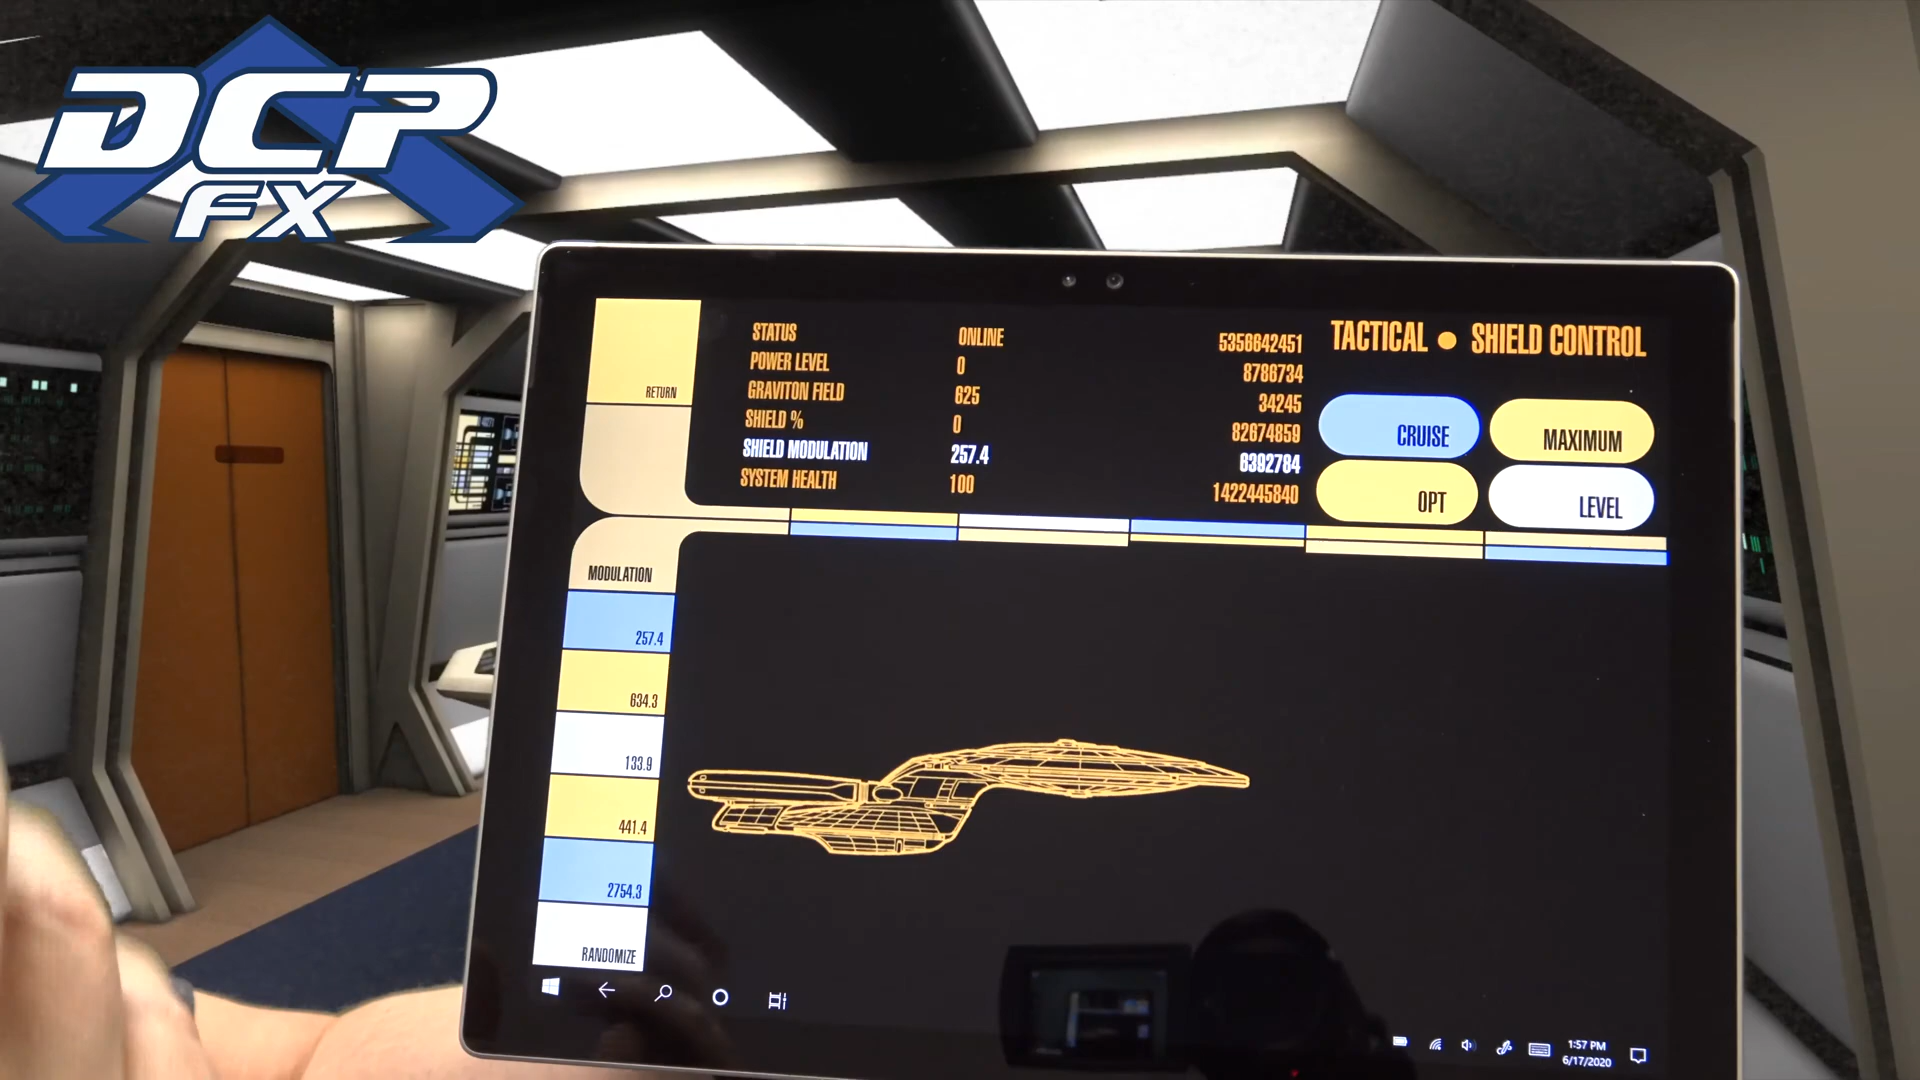 DCP
FX
TACTICAL ● SHIELD CONTROL
RETURN
STATUS ONLINE 5356642451
POWER LEVEL 0 8786734
GRAVITON FIELD 625 34245
SHIELD % 0 82674859
SHIELD MODULATION 257.4 6392784
SYSTEM HEALTH 100 1422445840
CRUISE MAXIMUM
OPT LEVEL
MODULATION
257.4
634.3
133.9
441.4
2754.3
RANDOMIZE
1:57 PM
6/17/2020